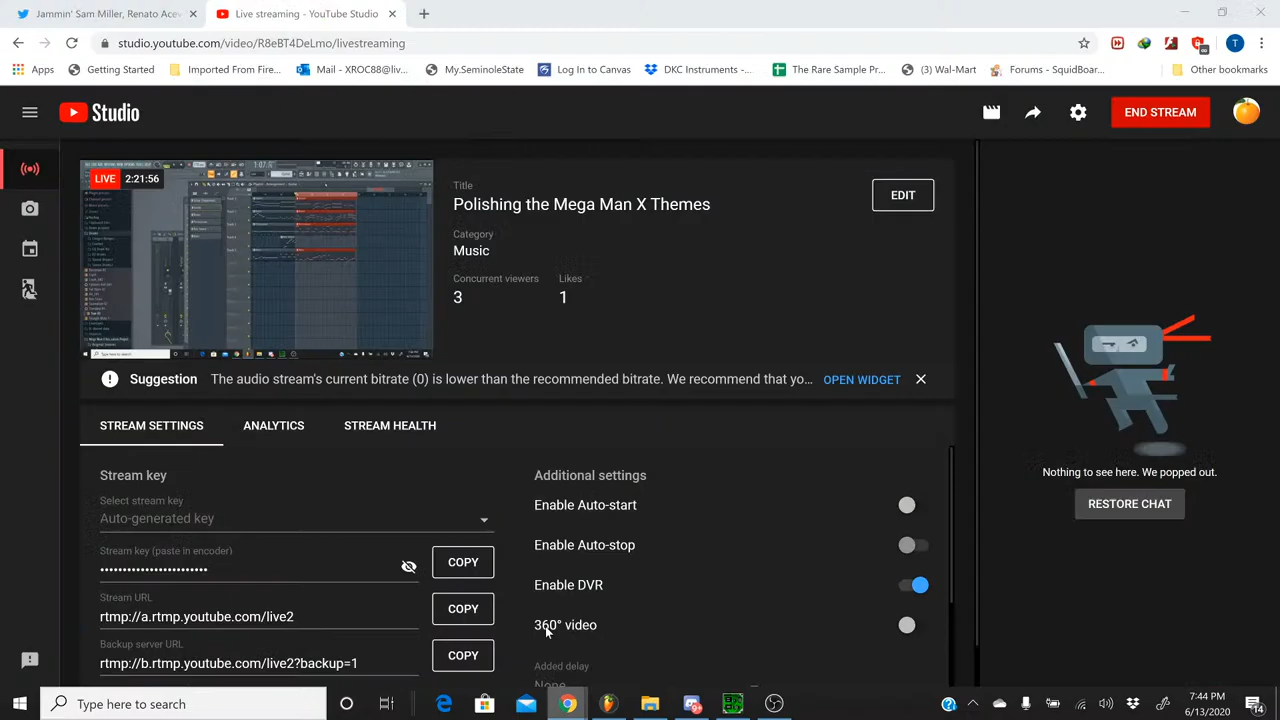 Jammin' Sam Miller, Renato Acev
Live streaming - YouTube Studio
studio.youtube.com/video/R8eBT4DeLmo/livestreaming
Apps
Getting Started
Imported From Fire...
Mail - XROC88@liv...
My.SeminoleState
Log In to Canvas
DKC Instruments -...
The Rare Sample Pr...
(3) Wal-Mart
Forums - SquidBoar...
Other bookmarks
Studio
END STREAM
LIVE 2:21:56
Title
Polishing the Mega Man X Themes
EDIT
Category
Music
Concurrent viewers
Likes
3
1
Suggestion
The audio stream's current bitrate (0) is lower than the recommended bitrate. We recommend that yo...
OPEN WIDGET
STREAM SETTINGS
ANALYTICS
STREAM HEALTH
Nothing to see here. We popped out.
RESTORE CHAT
Stream key
Select stream key
Auto-generated key
Stream key (paste in encoder)
••••••••••••••••••••••••
COPY
Stream URL
rtmp://a.rtmp.youtube.com/live2
COPY
Backup server URL
rtmp://b.rtmp.youtube.com/live2?backup=1
COPY
Additional settings
Enable Auto-start
Enable Auto-stop
Enable DVR
360° video
Added delay
None
Type here to search
7:44 PM
6/13/2020
14